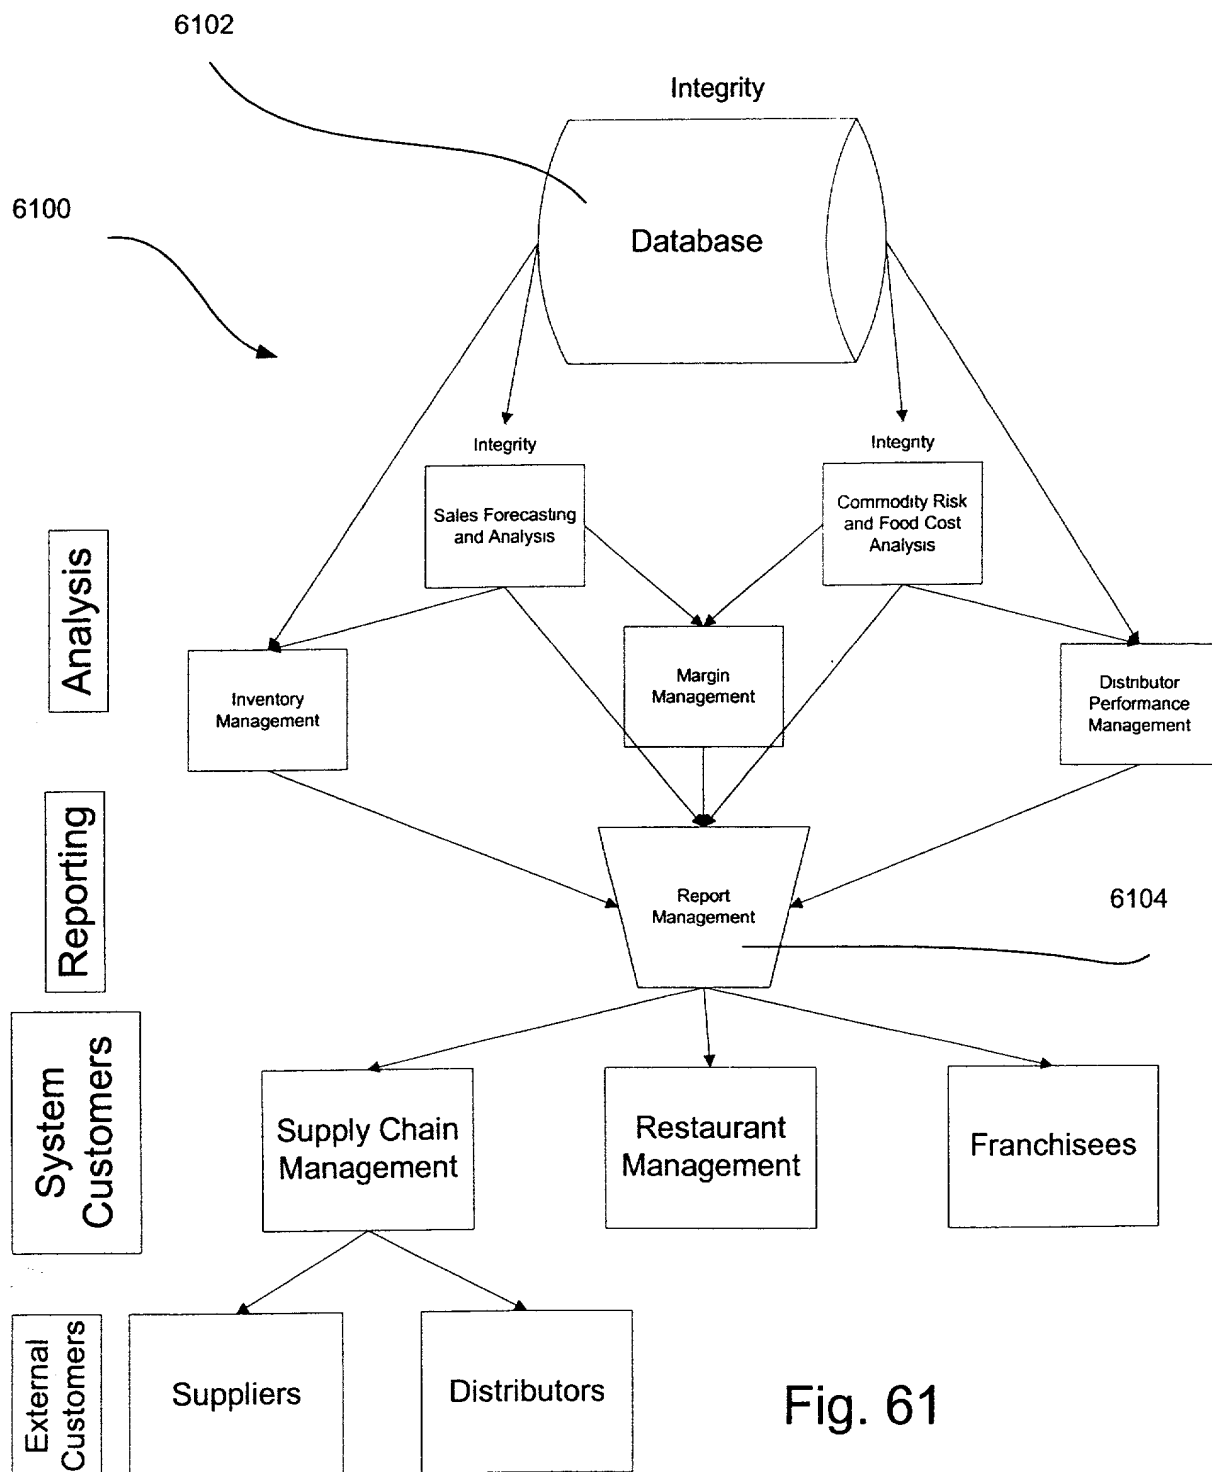 6102
Integrity
6100
Database
Integrity
Integrity
Sales Forecasting
and Analysis
Commodity Risk
and Food Cost
Analysis
Analysis
Inventory
Management
Margin
Management
Distributor
Performance
Management
Reporting
Report
Management
6104
System
Customers
Supply Chain
Management
Restaurant
Management
Franchisees
External
Customers
Suppliers
Distributors
Fig. 61